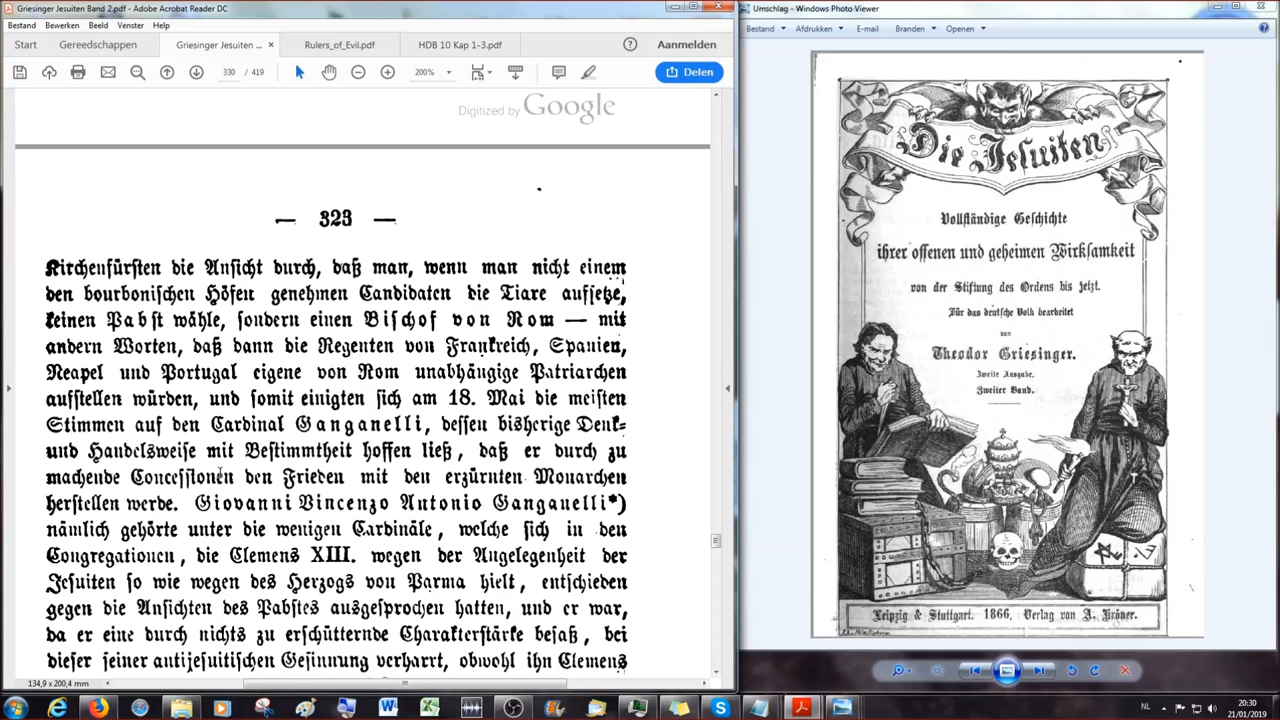 Griesinger Jesuiten Band 2.pdf - Adobe Acrobat Reader DC
Bestand Bewerken Beeld Venster Help
Start Gereedschappen Griesinger Jesuiten ... × Rulers_of_Evil.pdf HDB 10 Kap 1-3.pdf Aanmelden
330 / 419 200% Delen
Digitized by Google
— 323 —
Kirchenfürsten die Ansicht durch, daß man, wenn man nicht einem
den bourbonischen Höfen genehmen Candidaten die Tiare aufsetze,
keinen Pabst wähle, sondern einen Bischof von Rom — mit
andern Worten, daß dann die Regenten von Frankreich, Spanien,
Neapel und Portugal eigene von Rom unabhängige Patriarchen
aufstellen würden, und somit einigten sich am 18. Mai die meisten
Stimmen auf den Cardinal Ganganelli, dessen bisherige Denk=
und Handelsweise mit Bestimmtheit hoffen ließ, daß er durch zu
machende Concessionen den Frieden mit den erzürnten Monarchen
herstellen werde. Giovanni Vincenzo Antonio Ganganelli*)
nämlich gehörte unter die wenigen Cardinäle, welche sich in den
Congregationen, die Clemens XIII. wegen der Angelegenheit der
Jesuiten so wie wegen des Herzogs von Parma hielt, entschieden
gegen die Ansichten des Pabstes ausgesprochen hatten, und er war,
da er eine durch nichts zu erschütternde Charakterstärke besaß, bei
dieser seiner antijesuitischen Gesinnung verharrt, obwohl ihn Clemens
134,9 x 200,4 mm
Umschlag - Windows Photo Viewer
Bestand Afdrukken E-mail Branden Openen
Die Jesuiten
Vollständige Geschichte
ihrer offenen und geheimen Wirksamkeit
von der Stiftung des Ordens bis jetzt.
Für das deutsche Volk bearbeitet
von
Theodor Griesinger.
Zweite Ausgabe.
Zweiter Band.
Leipzig & Stuttgart. 1866, Verlag von A. Kröner.
NL 20:30
21/01/2019